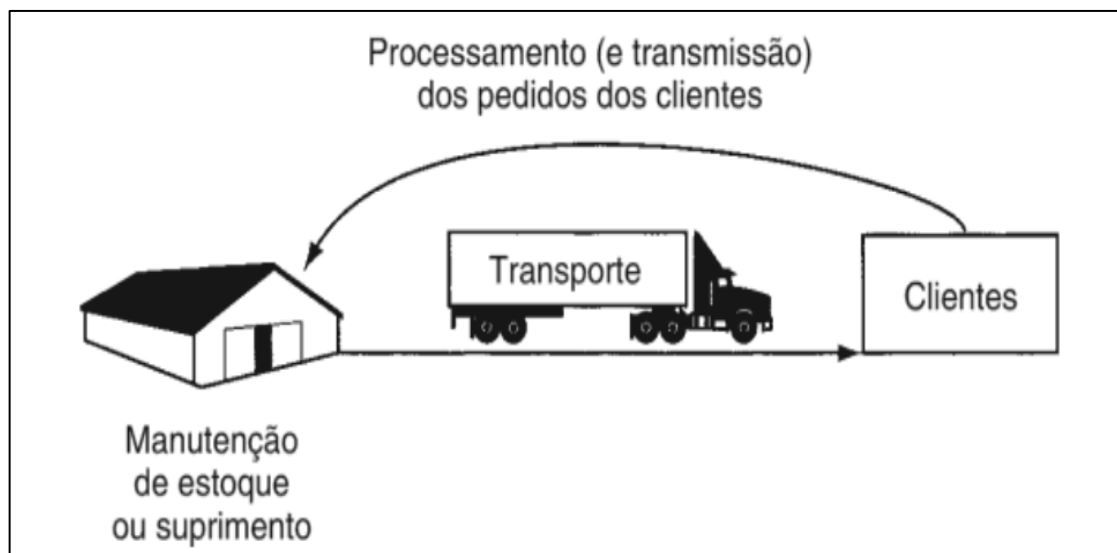 Processamento (e transmissão)
dos pedidos dos clientes
Transporte
Clientes
Manutenção
de estoque
ou suprimento